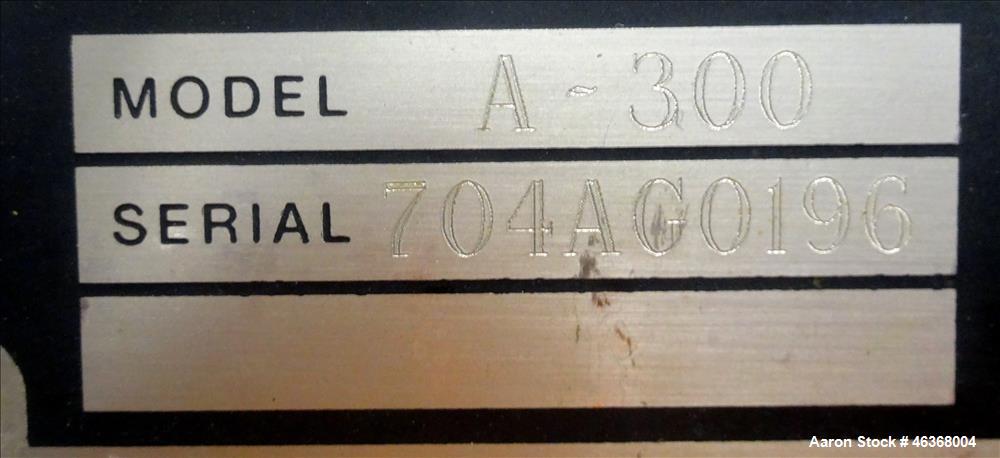 MODEL A-300
SERIAL 704AG0196
Aaron Stock # 46368004